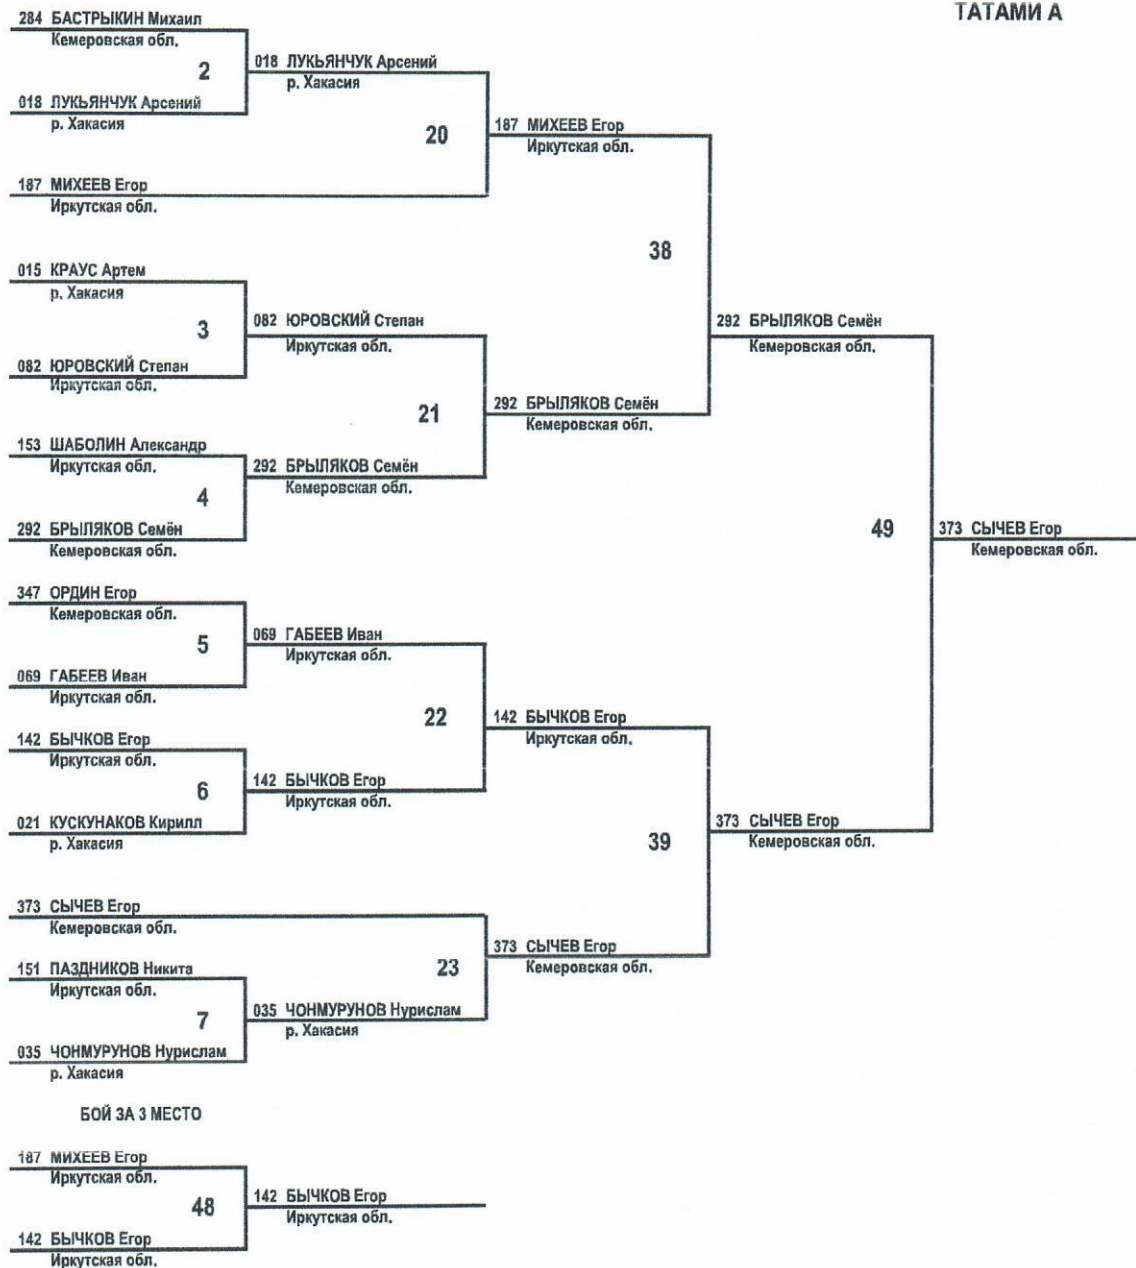 ТАТАМИ А
284 БАСТРЫКИН Михаил
Кемеровская обл.
2
018 ЛУКЬЯНЧУК Арсений
р. Хакасия
018 ЛУКЬЯНЧУК Арсений
р. Хакасия
20
187 МИХЕЕВ Егор
Иркутская обл.
187 МИХЕЕВ Егор
Иркутская обл.
38
015 КРАУС Артем
р. Хакасия
3
082 ЮРОВСКИЙ Степан
Иркутская обл.
292 БРЫЛЯКОВ Семён
Кемеровская обл.
082 ЮРОВСКИЙ Степан
Иркутская обл.
21
292 БРЫЛЯКОВ Семён
Кемеровская обл.
153 ШАБОЛИН Александр
Иркутская обл.
4
292 БРЫЛЯКОВ Семён
Кемеровская обл.
292 БРЫЛЯКОВ Семён
Кемеровская обл.
49
373 СЫЧЕВ Егор
Кемеровская обл.
347 ОРДИН Егор
Кемеровская обл.
5
069 ГАБЕЕВ Иван
Иркутская обл.
069 ГАБЕЕВ Иван
Иркутская обл.
22
142 БЫЧКОВ Егор
Иркутская обл.
142 БЫЧКОВ Егор
Иркутская обл.
6
142 БЫЧКОВ Егор
Иркутская обл.
021 КУСКУНАКОВ Кирилл
р. Хакасия
39
373 СЫЧЕВ Егор
Кемеровская обл.
373 СЫЧЕВ Егор
Кемеровская обл.
23
373 СЫЧЕВ Егор
Кемеровская обл.
151 ПАЗДНИКОВ Никита
Иркутская обл.
7
035 ЧОНМУРУНОВ Нурислам
р. Хакасия
035 ЧОНМУРУНОВ Нурислам
р. Хакасия
БОЙ ЗА 3 МЕСТО
187 МИХЕЕВ Егор
Иркутская обл.
48
142 БЫЧКОВ Егор
Иркутская обл.
142 БЫЧКОВ Егор
Иркутская обл.